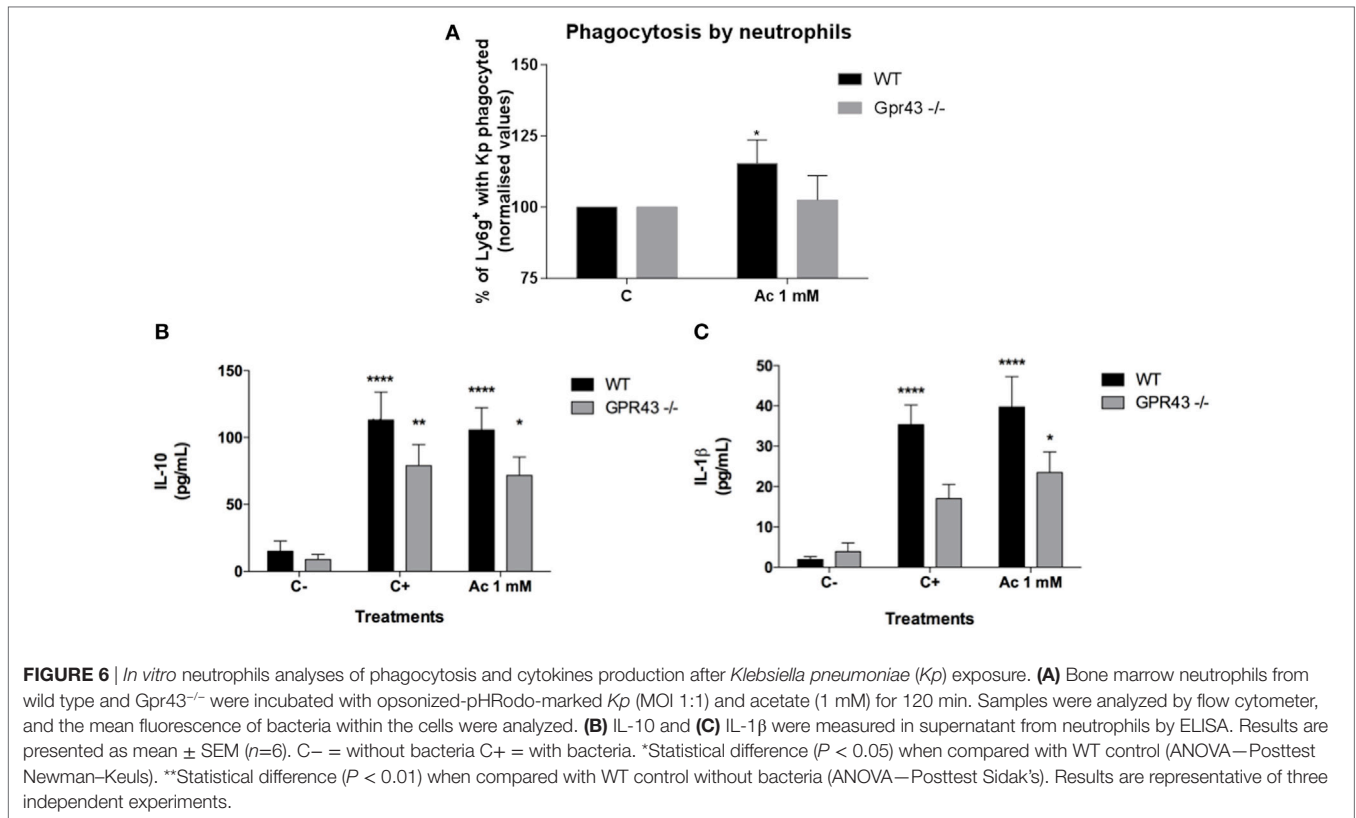 A
Phagocytosis by neutrophils
% of Ly6g⁺ with Kp phagocyted
(normalised values)
150
125
100
75
*
C
Ac 1 mM
WT
Gpr43 -/-
B
IL-10
(pg/mL)
150
100
50
0
****
**
****
*
C-
C+
Ac 1 mM
Treatments
WT
GPR43 -/-
C
IL-1β
(pg/mL)
50
40
30
20
10
0
****
****
*
C-
C+
Ac 1 mM
Treatments
WT
GPR43 -/-
FIGURE 6 | In vitro neutrophils analyses of phagocytosis and cytokines production after Klebsiella pneumoniae (Kp) exposure. (A) Bone marrow neutrophils from
wild type and Gpr43⁻/⁻ were incubated with opsonized-pHRodo-marked Kp (MOI 1:1) and acetate (1 mM) for 120 min. Samples were analyzed by flow cytometer,
and the mean fluorescence of bacteria within the cells were analyzed. (B) IL-10 and (C) IL-1β were measured in supernatant from neutrophils by ELISA. Results are
presented as mean ± SEM (n=6). C− = without bacteria C+ = with bacteria. *Statistical difference (P < 0.05) when compared with WT control (ANOVA—Posttest
Newman–Keuls). **Statistical difference (P < 0.01) when compared with WT control without bacteria (ANOVA—Posttest Sidak's). Results are representative of three
independent experiments.